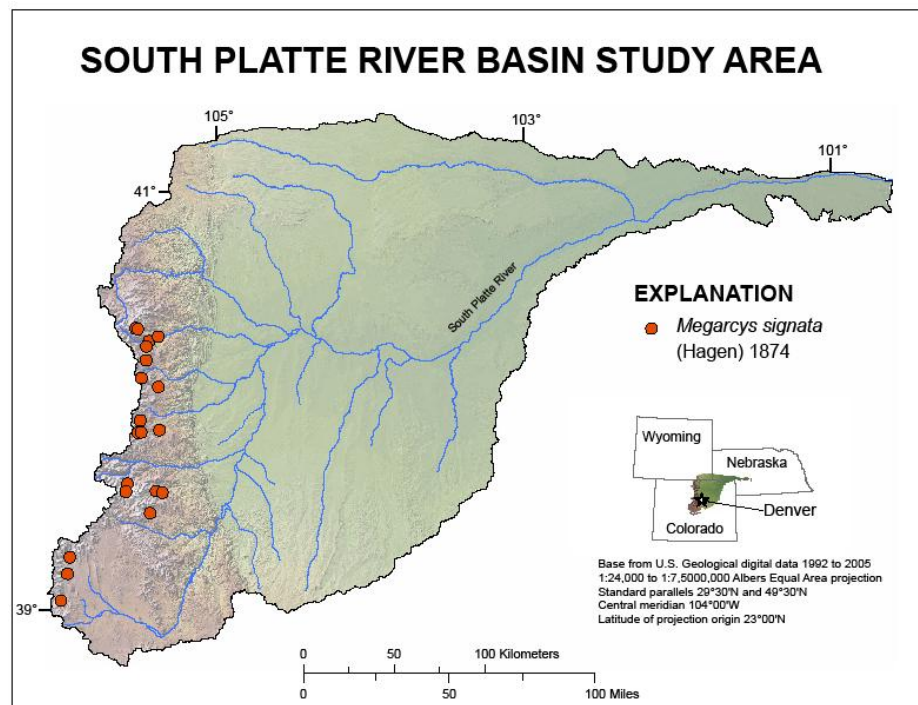 SOUTH PLATTE RIVER BASIN STUDY AREA
105°
103°
101°
41°
South Platte River
EXPLANATION
Megarcys signata
(Hagen) 1874
Wyoming
Nebraska
Denver
Colorado
Base from U.S. Geological digital data 1992 to 2005
1:24,000 to 1:7,5000,000 Albers Equal Area projection
Standard parallels 29°30'N and 49°30'N
Central meridian 104°00'W
Latitude of projection origin 23°00'N
39°
0 50 100 Kilometers
0 50 100 Miles